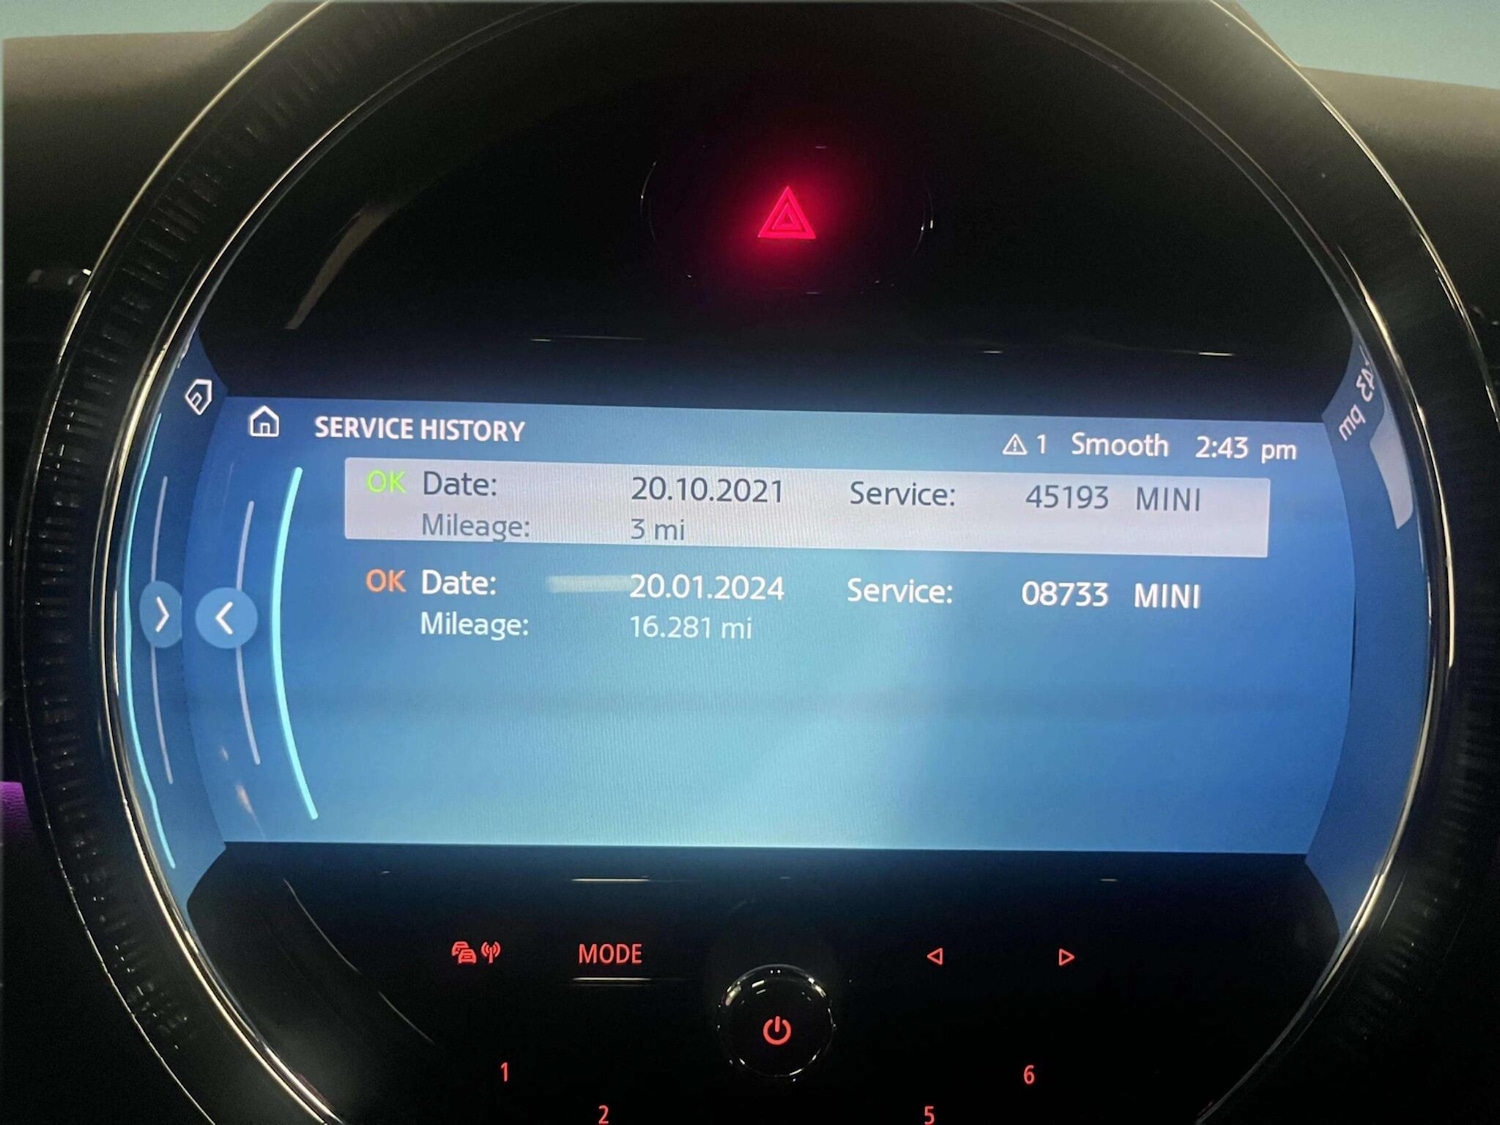 SERVICE HISTORY
1 Smooth 2:43 pm
OK Date: 20.10.2021 Service: 45193 MINI
Mileage: 3 mi
OK Date: 20.01.2024 Service: 08733 MINI
Mileage: 16.281 mi
MODE
1 6
2 5